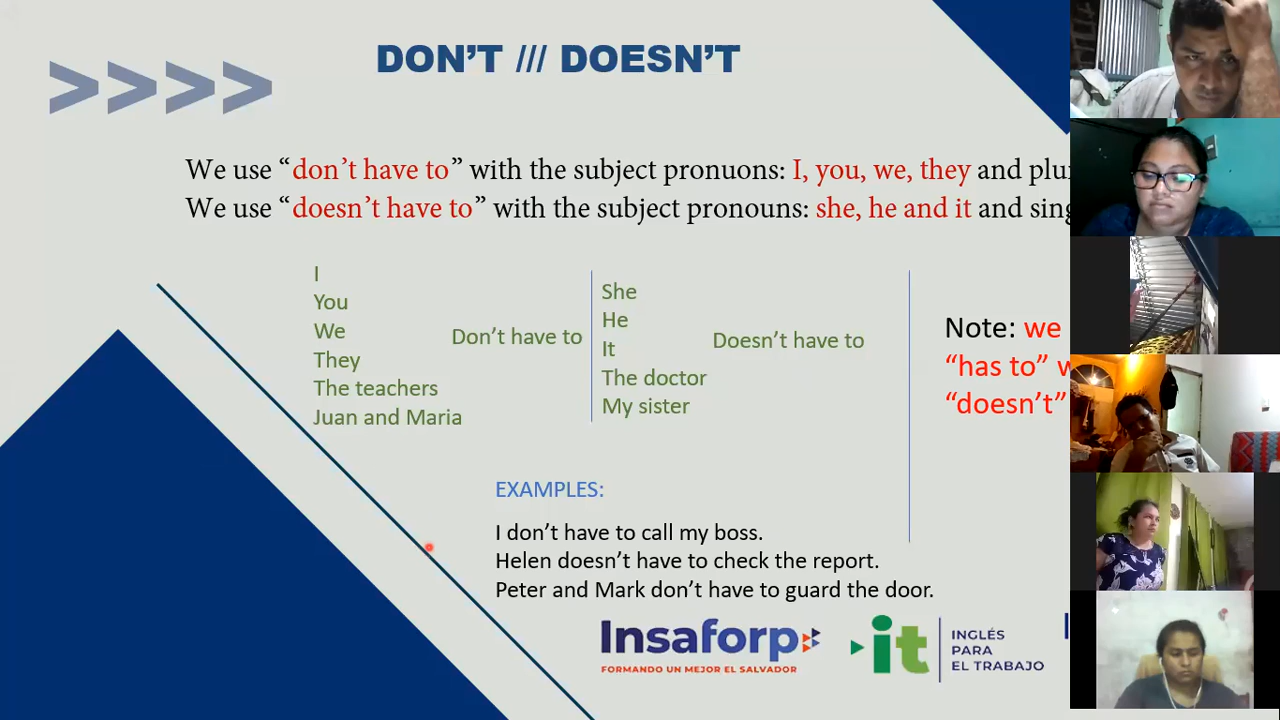 DON'T /// DOESN'T
We use “don't have to” with the subject pronuons: I, you, we, they and plu
We use “doesn't have to” with the subject pronouns: she, he and it and sing
I
You
We
They
The teachers
Juan and Maria
Don't have to
She
He
It
The doctor
My sister
Doesn't have to
Note: we
“has to” w
“doesn't”
EXAMPLES:
I don't have to call my boss.
Helen doesn't have to check the report.
Peter and Mark don't have to guard the door.
Insaforp
FORMANDO UN MEJOR EL SALVADOR
it
INGLÉS
PARA
EL TRABAJO